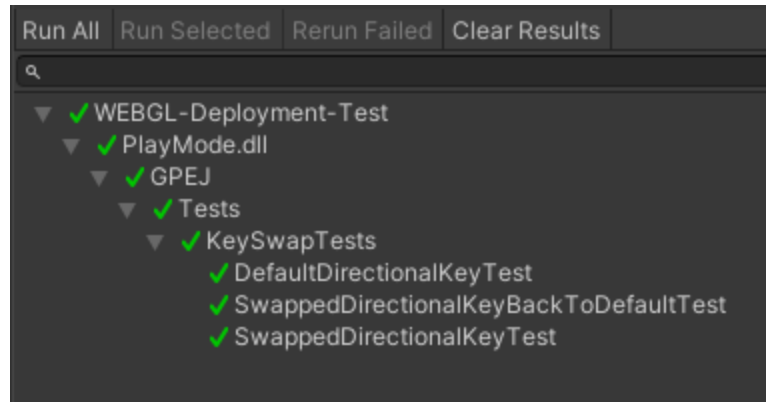 Run All Run Selected Rerun Failed Clear Results
WEBGL-Deployment-Test
PlayMode.dll
GPEJ
Tests
KeySwapTests
DefaultDirectionalKeyTest
SwappedDirectionalKeyBackToDefaultTest
SwappedDirectionalKeyTest